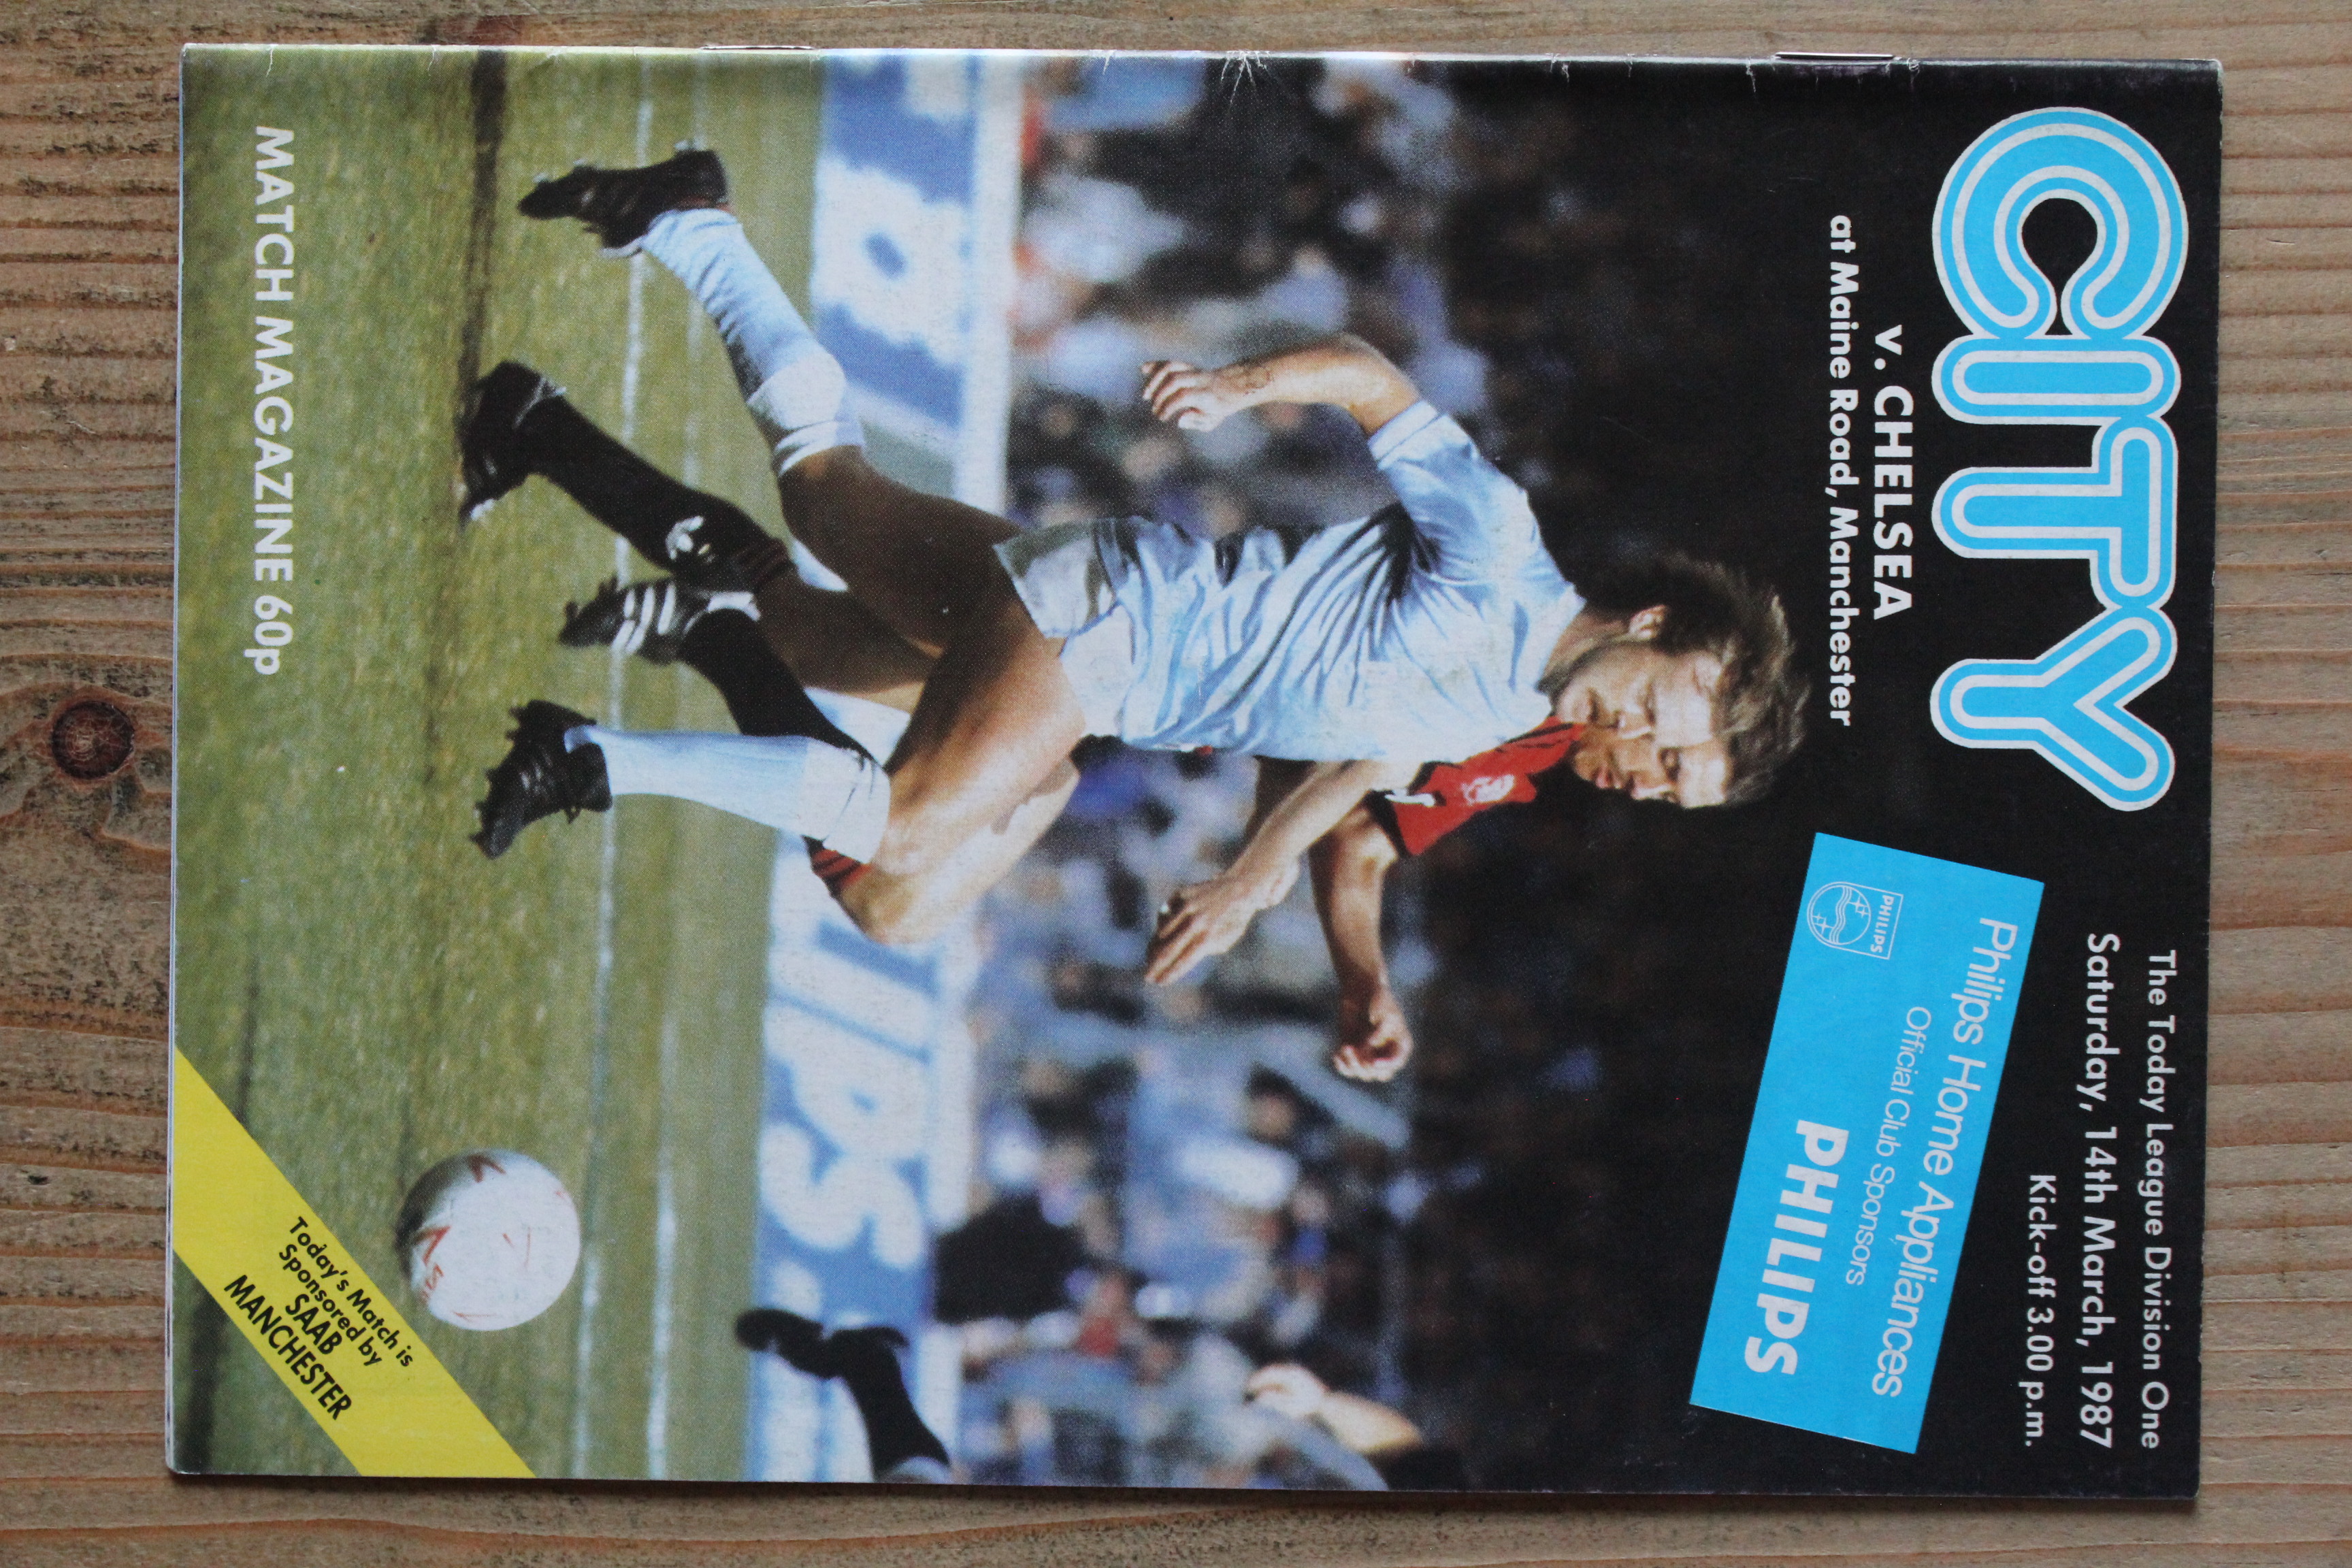 CITY
v. CHELSEA
at Maine Road, Manchester
The Today League Division One
Saturday, 14th March, 1987
Kick-off 3.00 p.m.
Philips Home Appliances
Official Club Sponsors
PHILIPS
PHILIPS
IPS
MATCH MAGAZINE 60p
Today's Match is
Sponsored by
SAAB
MANCHESTER